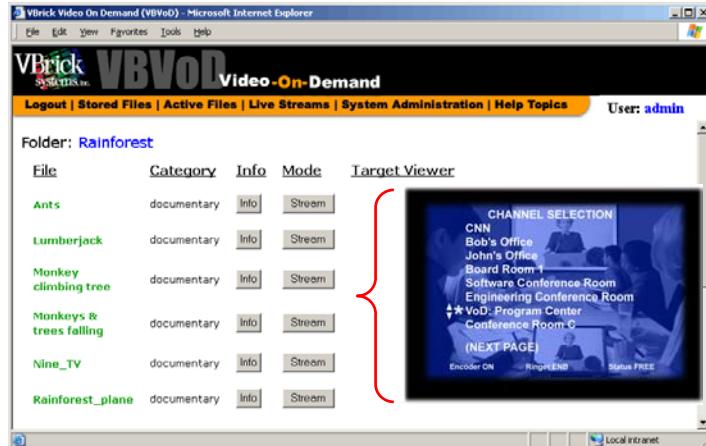 VBrick Video On Demand (VBVoD) - Microsoft Internet Explorer
File Edit View Favorites Tools Help
VBrick
systems, INC.
VBVoD
Video-On-Demand
Logout | Stored Files | Active Files | Live Streams | System Administration | Help Topics
User: admin
Folder: Rainforest
File Category Info Mode Target Viewer
Ants documentary Info Stream
Lumberjack documentary Info Stream
Monkey
climbing tree documentary Info Stream
Monkeys &
trees falling documentary Info Stream
Nine_TV documentary Info Stream
Rainforest_plane documentary Info Stream
CHANNEL SELECTION
CNN
Bob's Office
John's Office
Board Room 1
Software Conference Room
Engineering Conference Room
* VoD: Program Center
Conference Room C
(NEXT PAGE)
Encoder ON Ringer ENB Status FREE
Local intranet